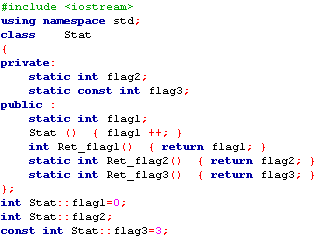 #include <iostream>
using namespace std;
class    Stat
{
private:
    static int flag2;
    static const int flag3;
public :
    static int flag1;
    Stat ()  { flag1 ++; }
    int Ret_flag1()  { return flag1; }
    static int Ret_flag2()  { return flag2; }
    static int Ret_flag3()  { return flag3; }
};
int Stat::flag1=0;
int Stat::flag2;
const int Stat::flag3=3;